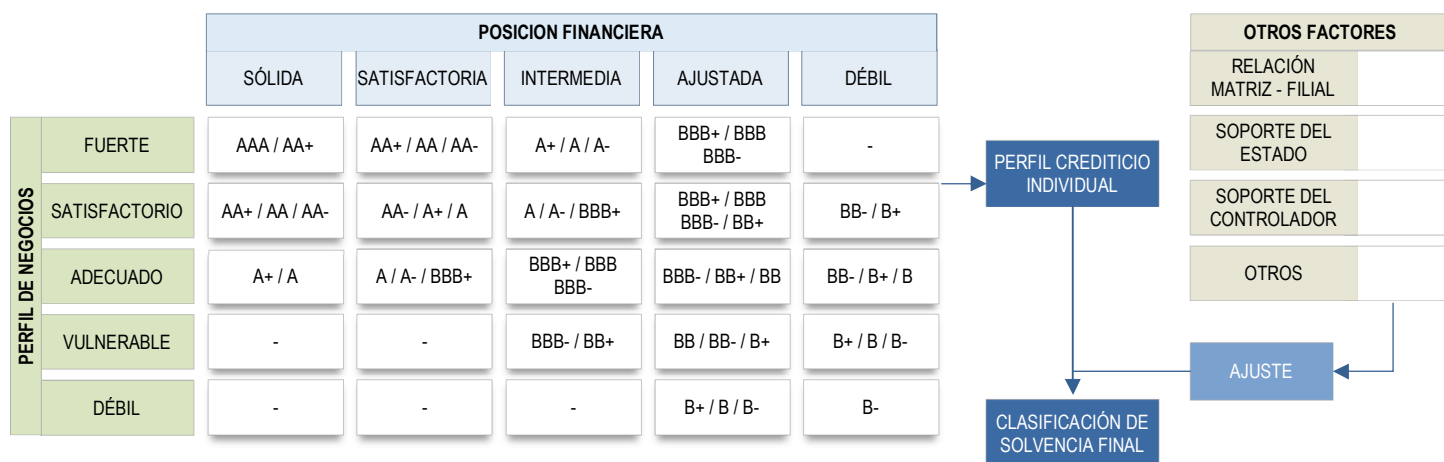 POSICION FINANCIERA
SÓLIDA
SATISFACTORIA
INTERMEDIA
AJUSTADA
DÉBIL
PERFIL DE NEGOCIOS
FUERTE
AAA / AA+
AA+ / AA / AA-
A+ / A / A-
BBB+ / BBB
BBB-
-
SATISFACTORIO
AA+ / AA / AA-
AA- / A+ / A
A / A- / BBB+
BBB+ / BBB
BBB- / BB+
BB- / B+
ADECUADO
A+ / A
A / A- / BBB+
BBB+ / BBB
BBB-
BBB- / BB+ / BB
BB- / B+ / B
VULNERABLE
-
-
BBB- / BB+
BB / BB- / B+
B+ / B / B-
DÉBIL
-
-
-
B+ / B / B-
B-
PERFIL CREDITICIO
INDIVIDUAL
CLASIFICACIÓN DE
SOLVENCIA FINAL
OTROS FACTORES
RELACIÓN
MATRIZ - FILIAL
SOPORTE DEL
ESTADO
SOPORTE DEL
CONTROLADOR
OTROS
AJUSTE